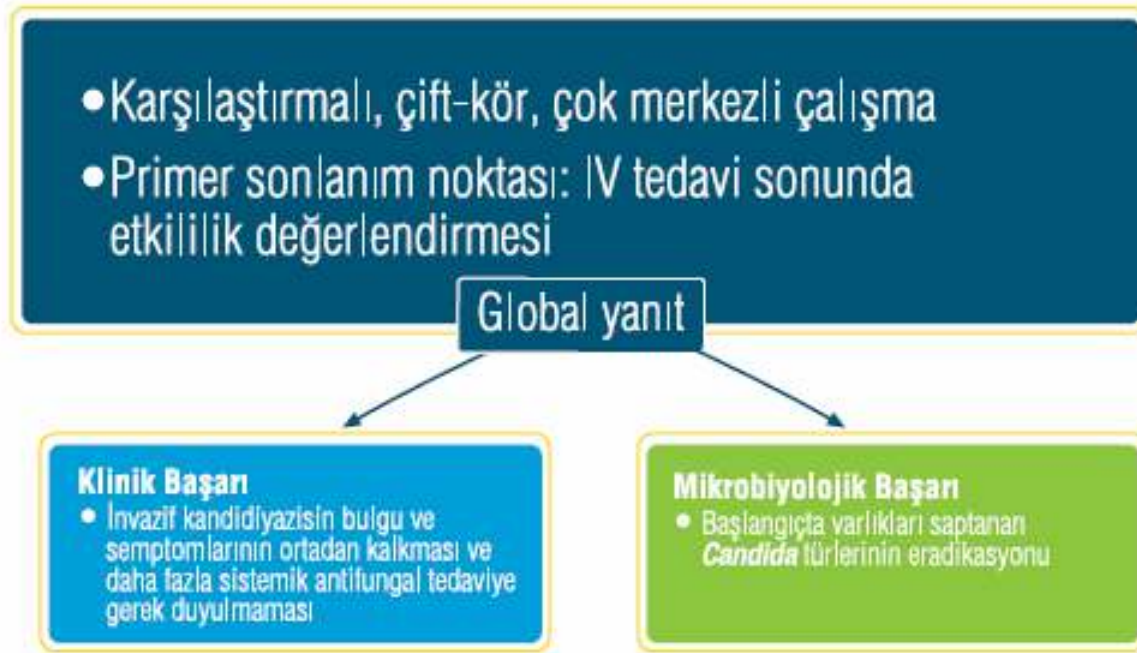 •Karşılaştırmalı, çift-kör, çok merkezli çalışma
•Primer sonlanım noktası: IV tedavi sonunda
etkililik değerlendirmesi
Global yanıt
Klinik Başarı
• İnvazif kandidiyazisin bulgu ve
semptomlarının ortadan kalkması ve
daha fazla sistemik antifungal tedaviye
gerek duyulmaması
Mikrobiyolojik Başarı
• Başlangıçta varlıkları saptanan
Candida türlerinin eradikasyonu